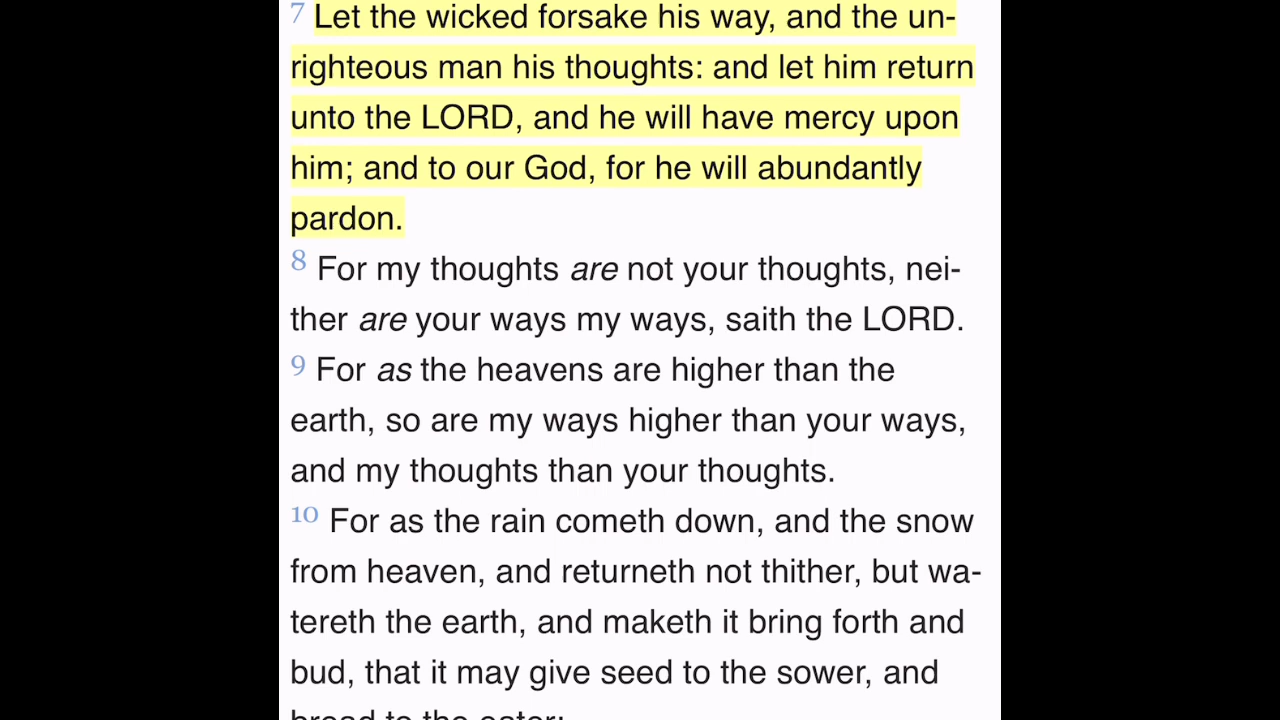 7 Let the wicked forsake his way, and the un-
righteous man his thoughts: and let him return
unto the LORD, and he will have mercy upon
him; and to our God, for he will abundantly
pardon.
8 For my thoughts are not your thoughts, nei-
ther are your ways my ways, saith the LORD.
9 For as the heavens are higher than the
earth, so are my ways higher than your ways,
and my thoughts than your thoughts.
10 For as the rain cometh down, and the snow
from heaven, and returneth not thither, but wa-
tereth the earth, and maketh it bring forth and
bud, that it may give seed to the sower, and
bread to the eater: